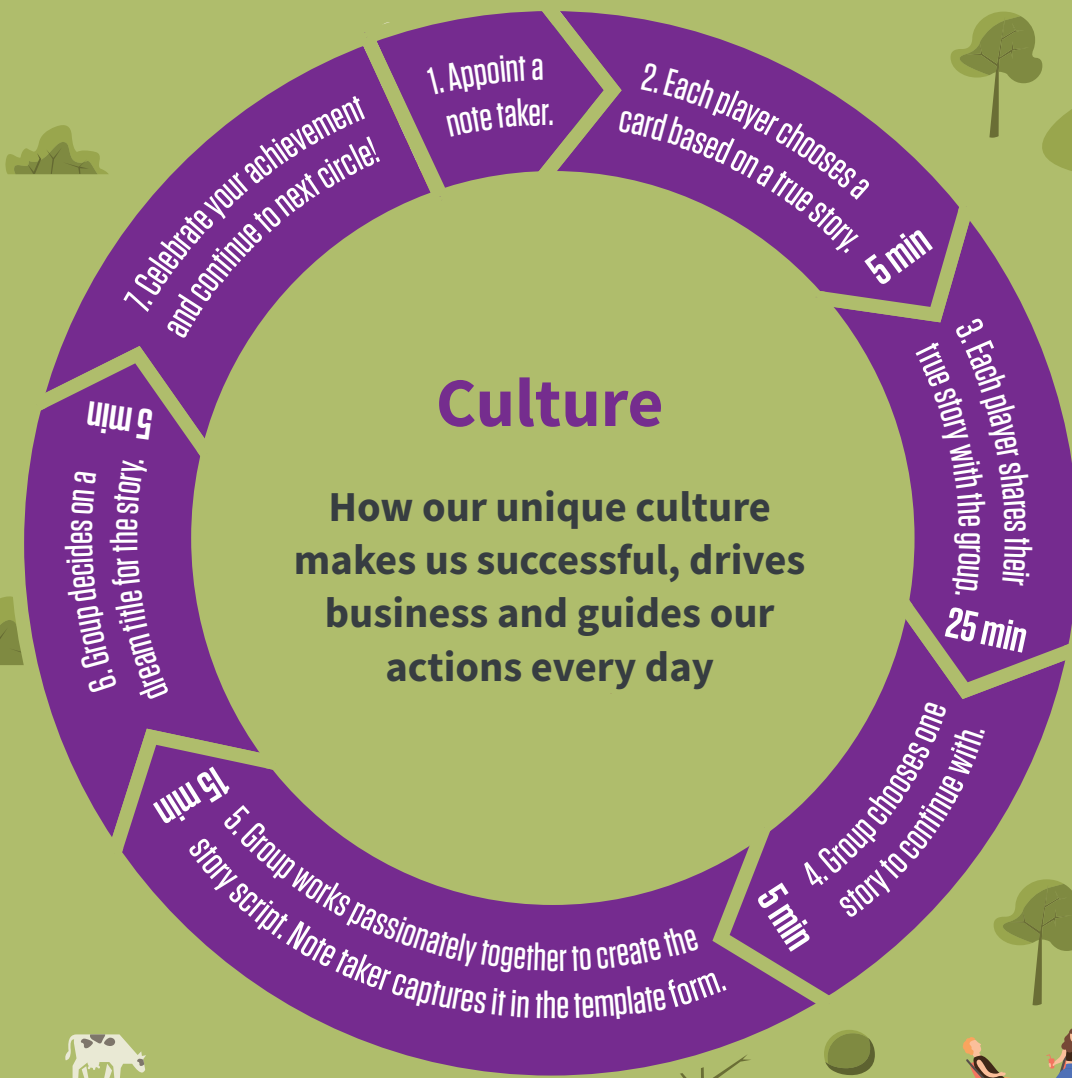 1. Appoint a
note taker.
2. Each player chooses a
card based on a true story.
5 min
3. Each player shares their
true story with the group.
25 min
4. Group chooses one
story to continue with.
5 min
5. Group works passionately together to create the
story script. Note taker captures it in the template form.
15 min
6. Group decides on a
dream title for the story.
5 min
7. Celebrate your achievement
and continue to next circle!
Culture
How our unique culture
makes us successful, drives
business and guides our
actions every day